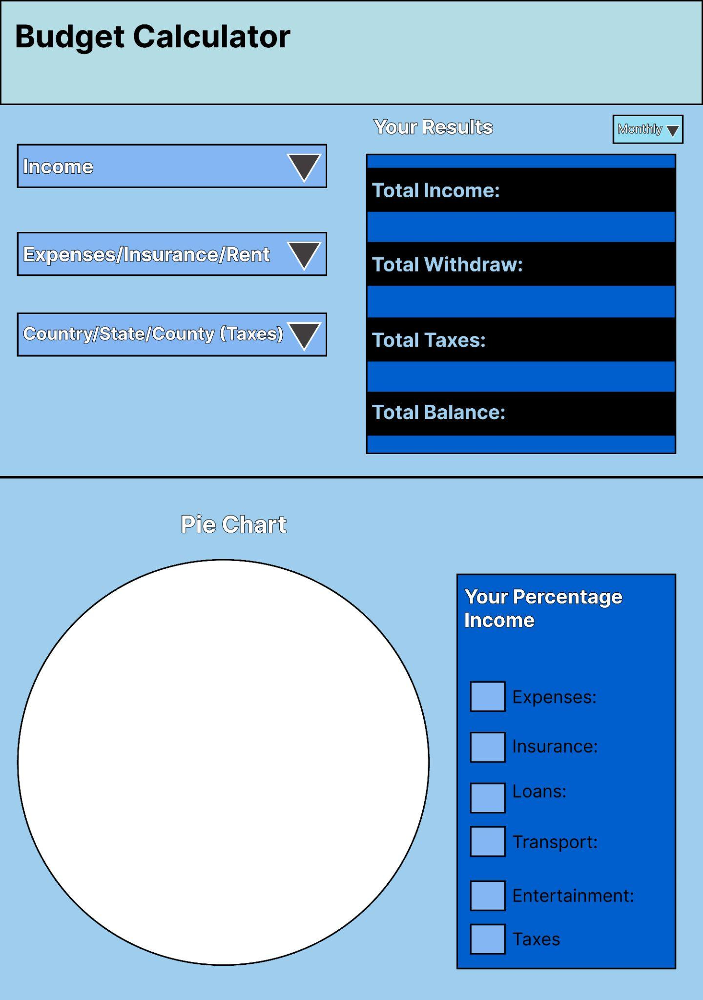 Budget Calculator
Income
Expenses/Insurance/Rent
Country/State/County (Taxes)
Your Results
Monthly
Total Income:
Total Withdraw:
Total Taxes:
Total Balance:
Pie Chart
Your Percentage
Income
Expenses:
Insurance:
Loans:
Transport:
Entertainment:
Taxes